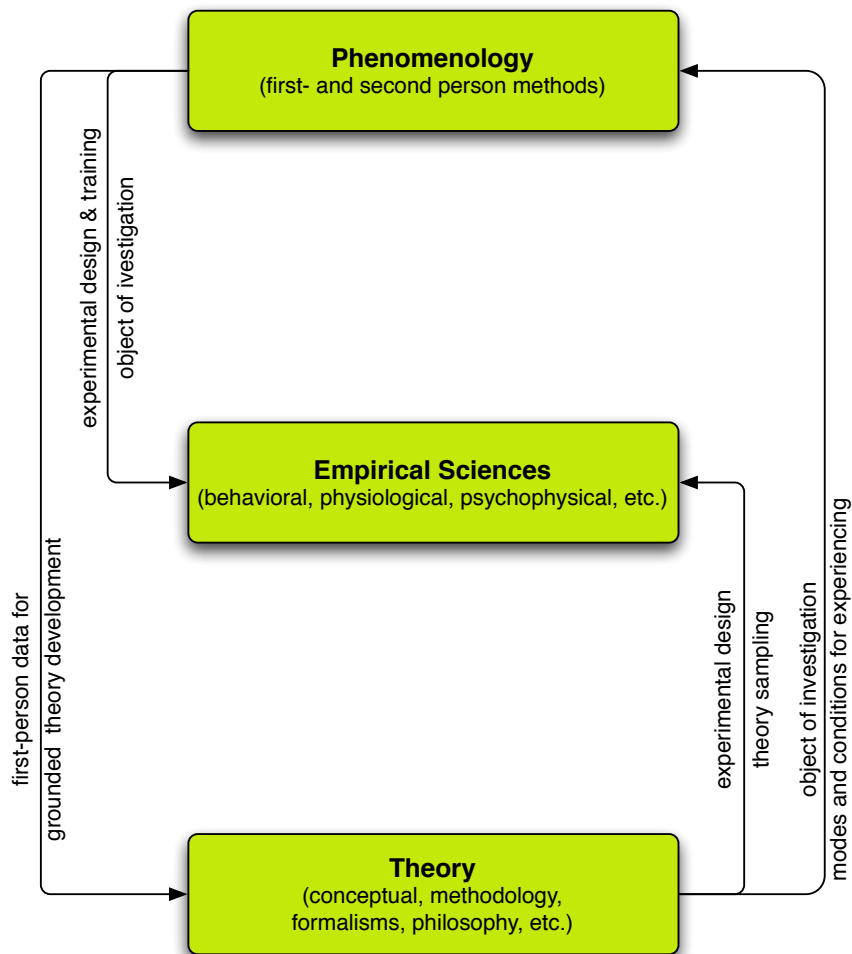 Phenomenology
(first- and second person methods)
experimental design & training
object of ivestigation
Empirical Sciences
(behavioral, physiological, psychophysical, etc.)
first-person data for
grounded theory development
experimental design
theory sampling
object of investigation
modes and conditions for experiencing
Theory
(conceptual, methodology,
formalisms, philosophy, etc.)